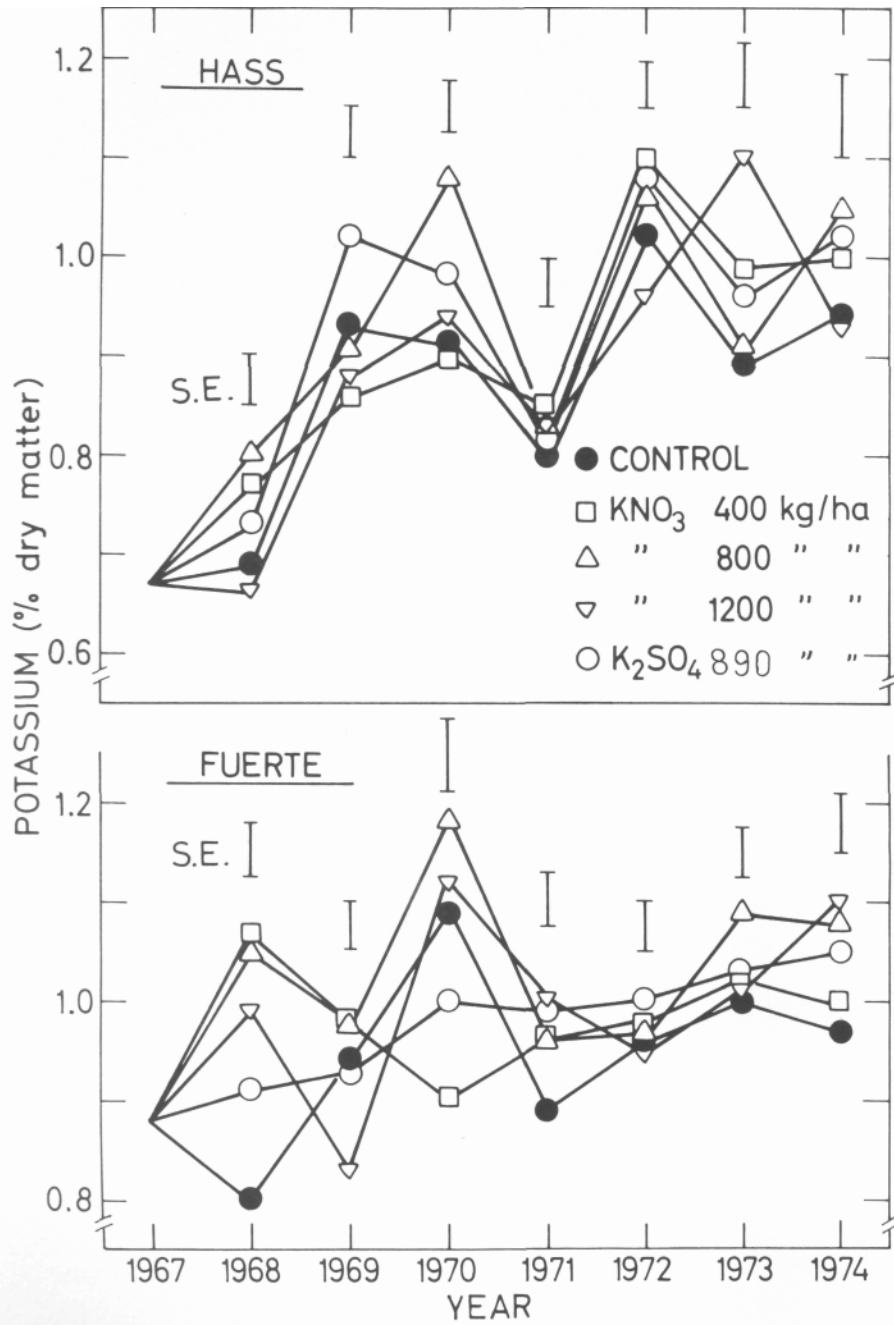 POTASSIUM (% dry matter)
HASS
1.2
1.0
0.8
0.6
S.E.
CONTROL
KNO₃ 400 kg/ha
" 800 " "
" 1200 " "
K₂SO₄ 890 " "
FUERTE
1.2
1.0
0.8
S.E.
1967 1968 1969 1970 1971 1972 1973 1974
YEAR